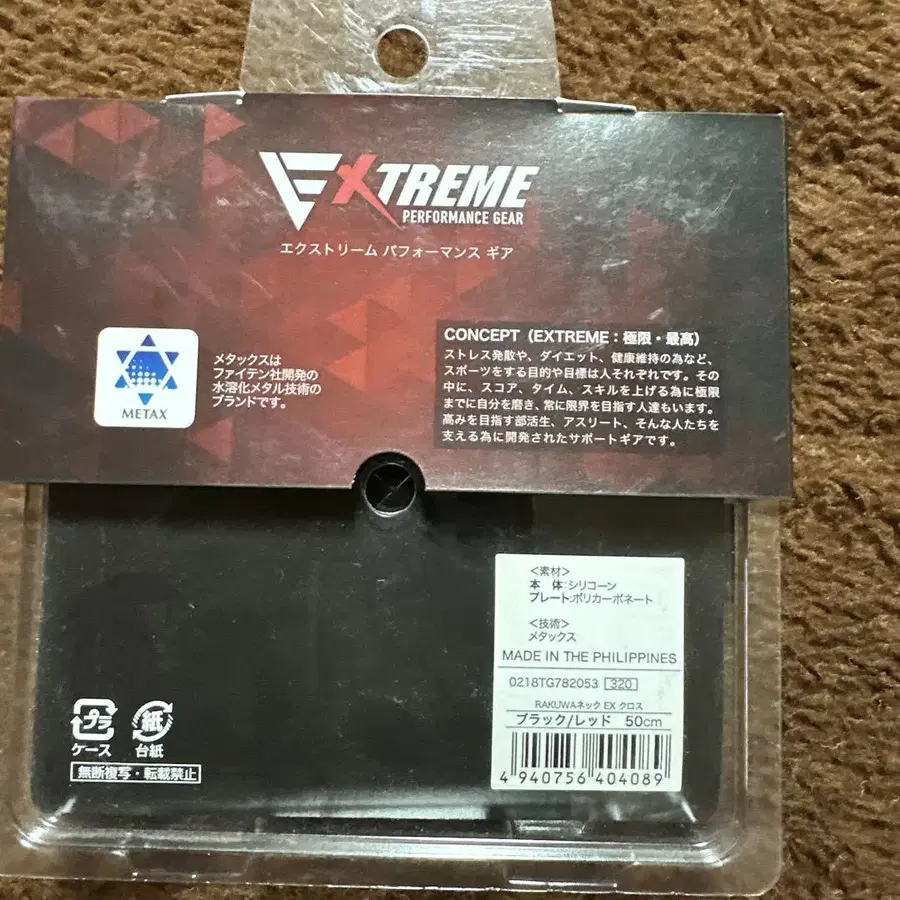 EXTREME
PERFORMANCE GEAR
エクストリーム パフォーマンス ギア
METAX
メタックスは
ファイテン社開発の
水溶化メタル技術の
ブランドです。
CONCEPT（EXTREME：極限・最高）
ストレス発散や、ダイエット、健康維持の為など、
スポーツをする目的や目標は人それぞれです。その
中に、スコア、タイム、スキルを上げる為に極限
までに自分を磨き、常に限界を目指す人達もいます。
高みを目指す部活生、アスリート、そんな人たちを
支える為に開発されたサポートギアです。
＜素材＞
本　体:シリコーン
プレート:ポリカーボネート
＜技術＞
メタックス
MADE IN THE PHILIPPINES
0218TG782053 320
RAKUWAネック EX クロス
ブラック/レッド 50cm
4 940756 404089
プラ
ケース
紙
台紙
無断複写・転載禁止